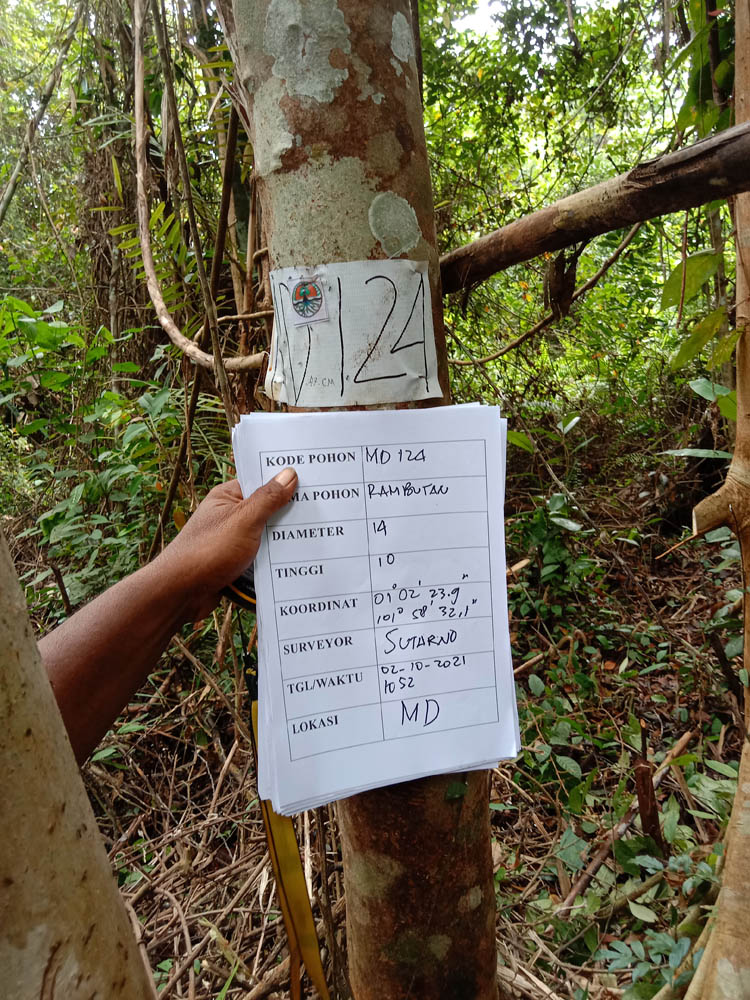 124
AP. CM
KODE POHON MD 124
MA POHON RAMBUTAN
DIAMETER 14
TINGGI 10
KOORDINAT 01° 02' 23.9"
101° 58' 32,1"
SURVEYOR SUTARNO
TGL/WAKTU 02-10-2021
1052
LOKASI MD